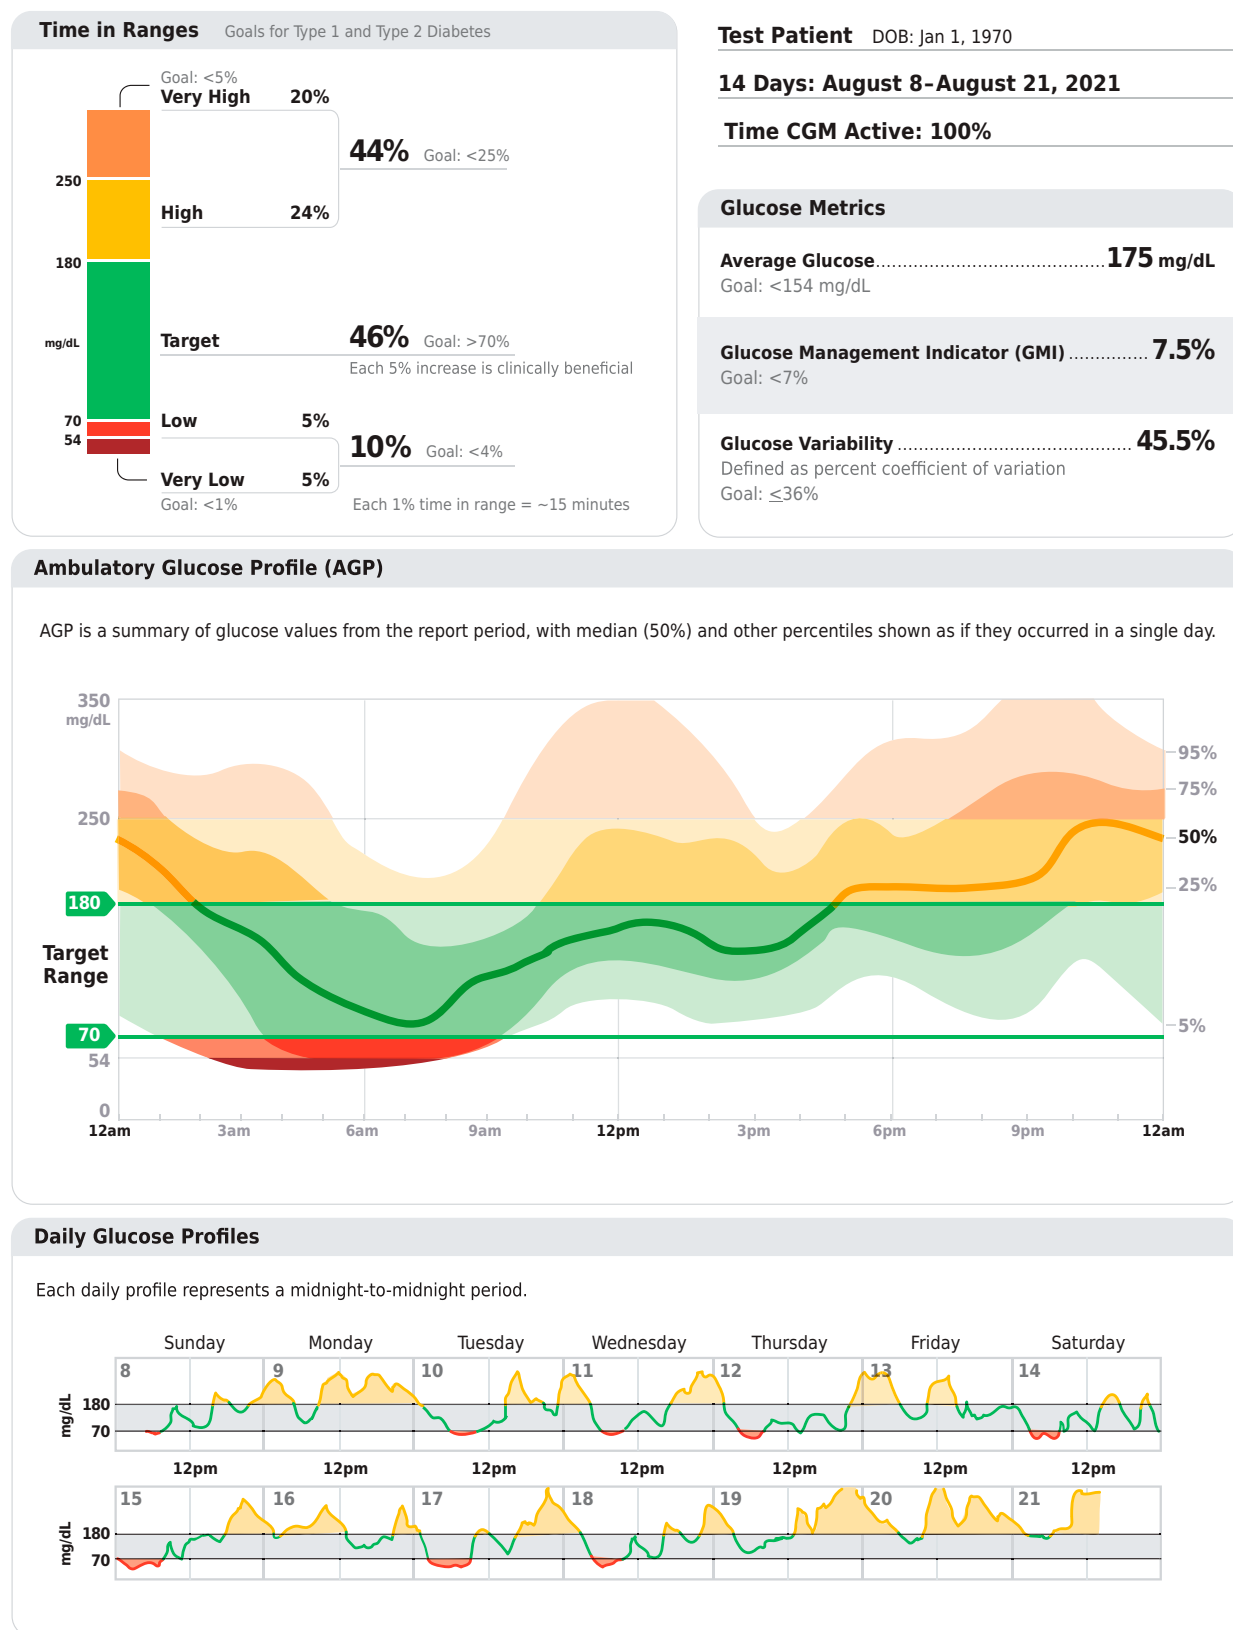 Time in Ranges Goals for Type 1 and Type 2 Diabetes
Goal: <5%
Very High 20%
44% Goal: <25%
250
High 24%
180
mg/dL
Target 46% Goal: >70%
Each 5% increase is clinically beneficial
70
Low 5%
54
10% Goal: <4%
Very Low 5%
Goal: <1% Each 1% time in range = ~15 minutes
Test Patient DOB: Jan 1, 1970
14 Days: August 8–August 21, 2021
Time CGM Active: 100%
Glucose Metrics
Average Glucose............................................175 mg/dL
Goal: <154 mg/dL
Glucose Management Indicator (GMI)...............7.5%
Goal: <7%
Glucose Variability.............................................45.5%
Defined as percent coefficient of variation
Goal: ≤36%
Ambulatory Glucose Profile (AGP)
AGP is a summary of glucose values from the report period, with median (50%) and other percentiles shown as if they occurred in a single day.
350
mg/dL
95%
75%
250
50%
25%
180
Target
Range
70
5%
54
0
12am 3am 6am 9am 12pm 3pm 6pm 9pm 12am
Daily Glucose Profiles
Each daily profile represents a midnight-to-midnight period.
Sunday Monday Tuesday Wednesday Thursday Friday Saturday
8 9 10 11 12 13 14
mg/dL
180
70
12pm 12pm 12pm 12pm 12pm 12pm 12pm
15 16 17 18 19 20 21
mg/dL
180
70